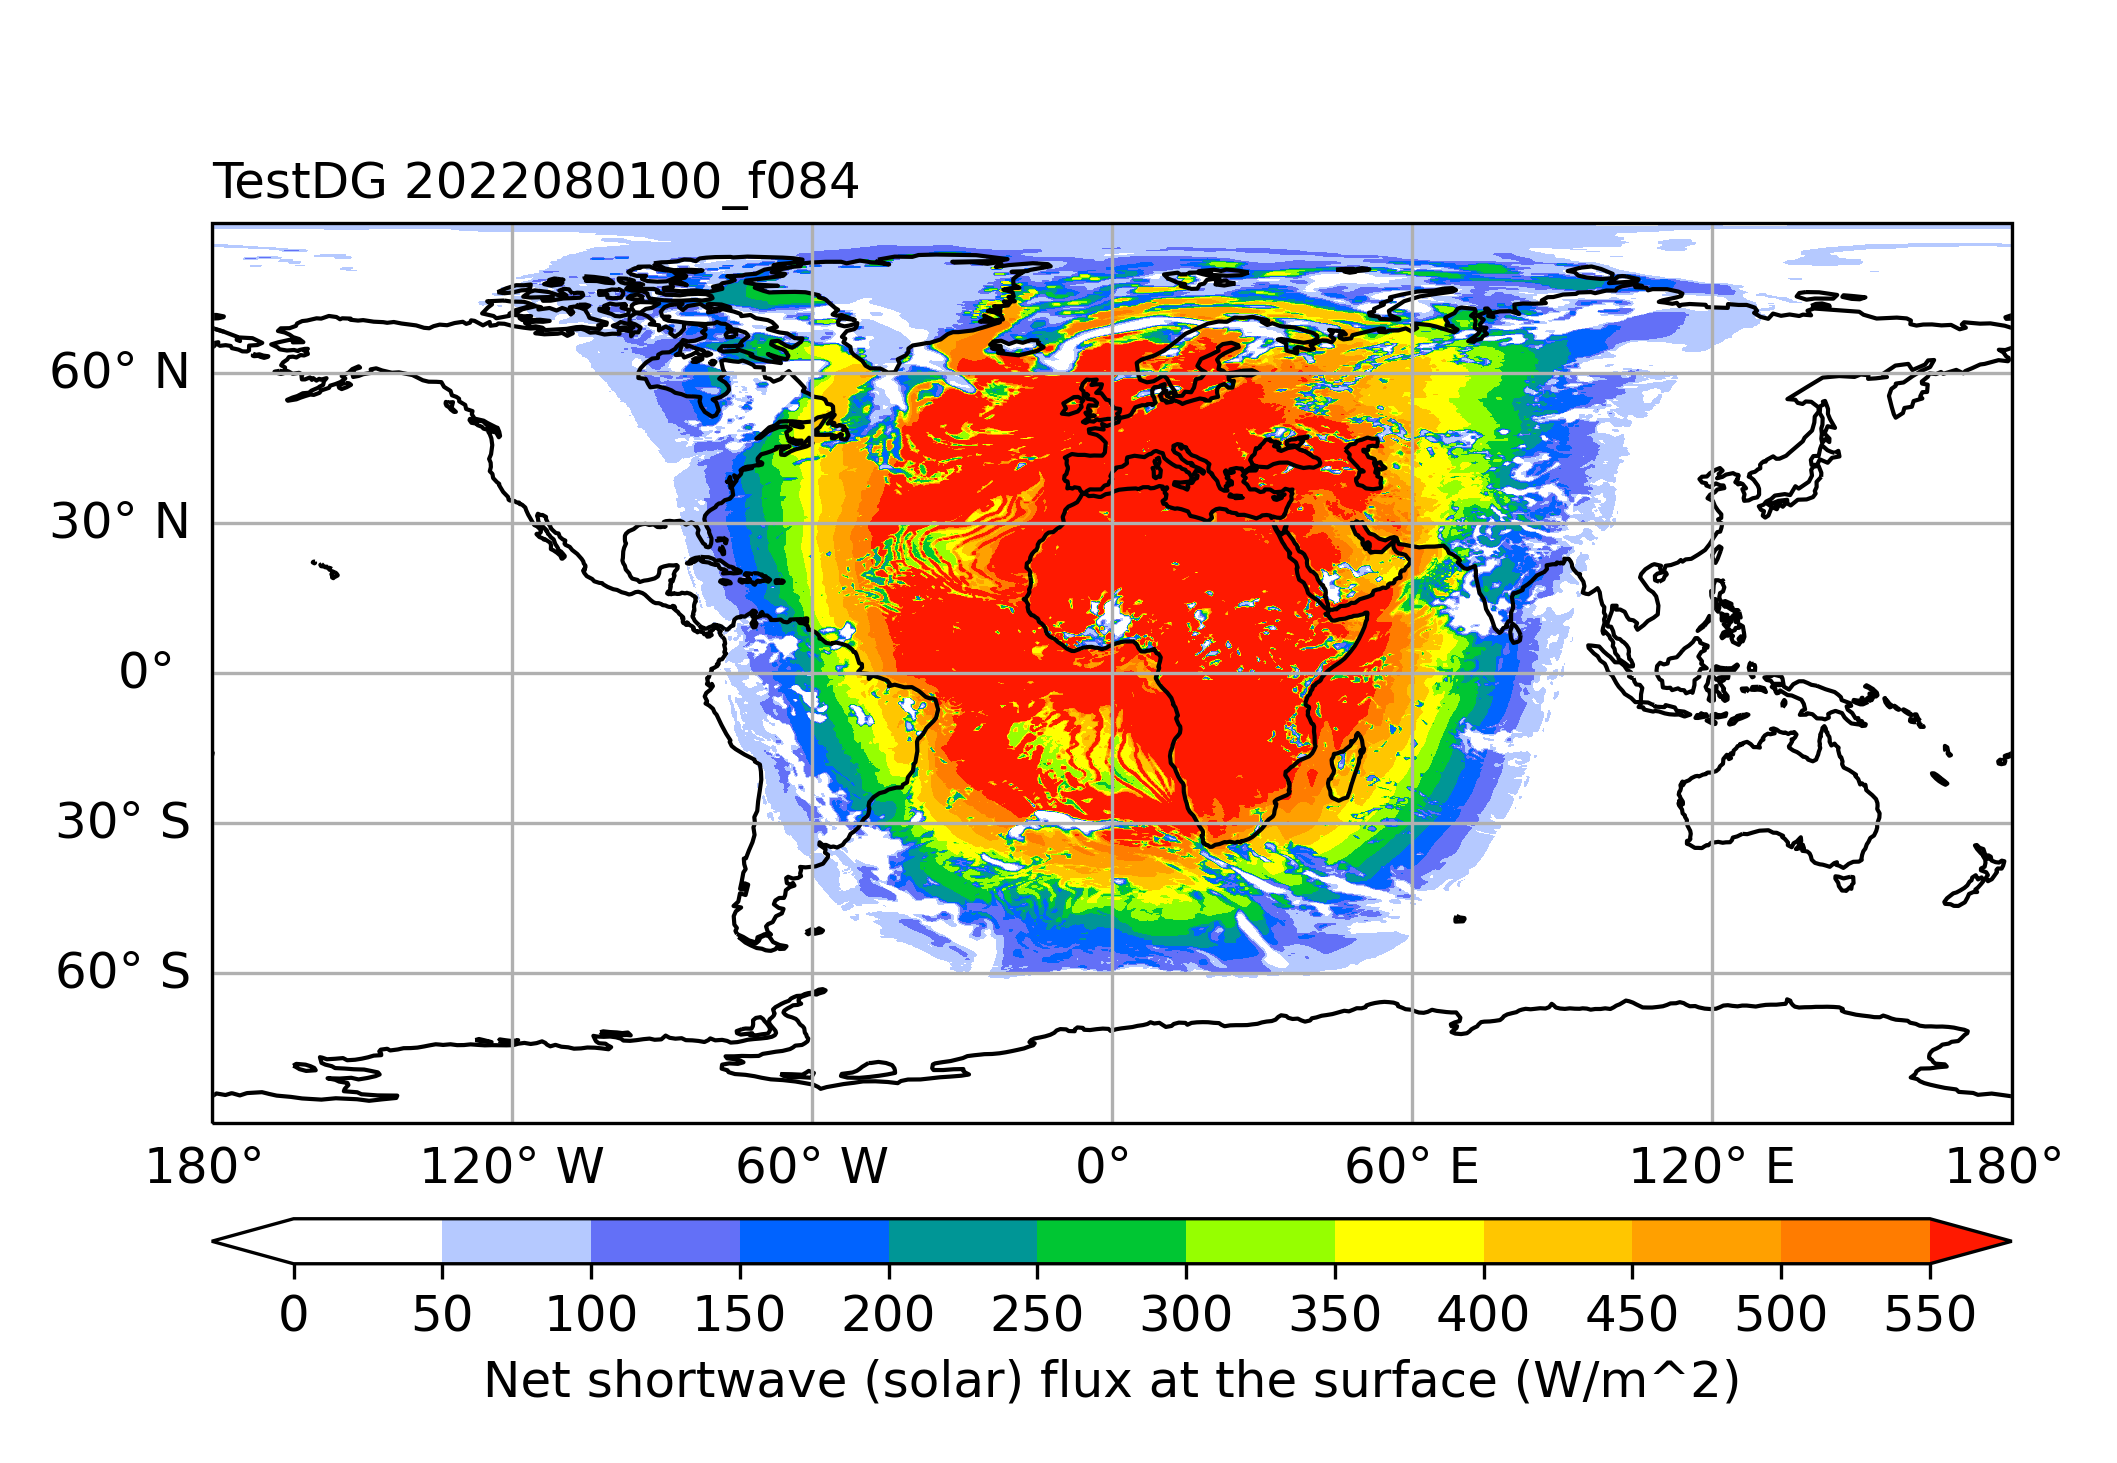 TestDG 2022080100_f084
60° N
30° N
0°
30° S
60° S
180° 120° W 60° W 0° 60° E 120° E 180°
0 50 100 150 200 250 300 350 400 450 500 550
Net shortwave (solar) flux at the surface (W/m^2)